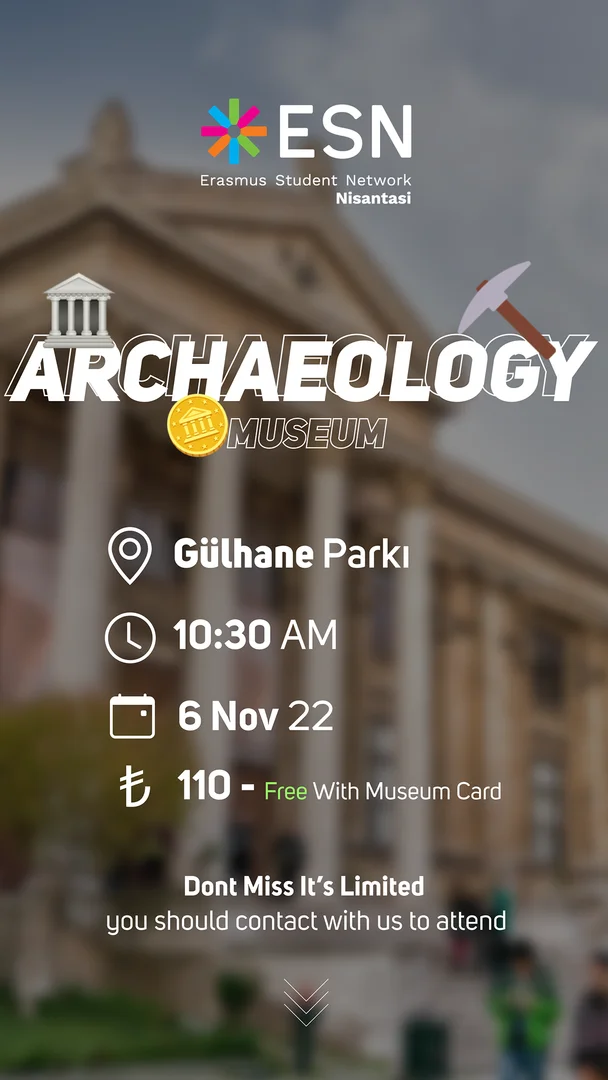 ESN
Erasmus Student Network
Nisantasi
ARCHAEOLOGY
MUSEUM
Gülhane Parkı
10:30 AM
6 Nov 22
₺ 110 - Free With Museum Card
Dont Miss It's Limited
you should contact with us to attend